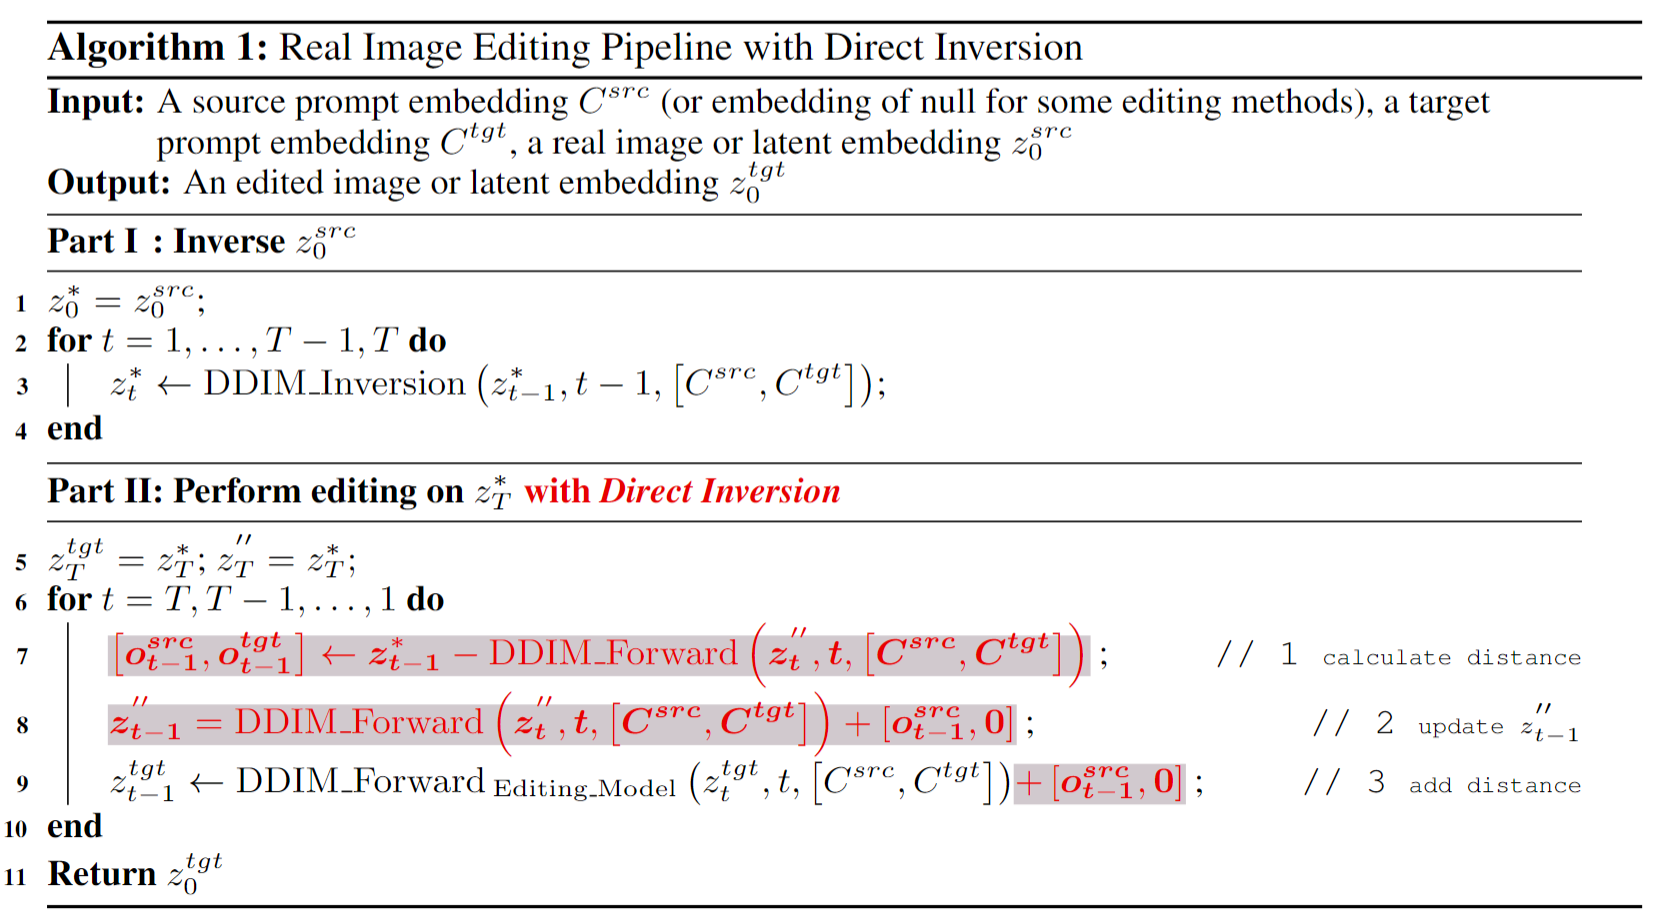 Algorithm 1: Real Image Editing Pipeline with Direct Inversion
Input: A source prompt embedding $C^{src}$ (or embedding of null for some editing methods), a target
prompt embedding $C^{tgt}$, a real image or latent embedding $z_0^{src}$
Output: An edited image or latent embedding $z_0^{tgt}$
Part I : Inverse $z_0^{src}$
1 $z_0^* = z_0^{src}$;
2 for $t = 1, \ldots, T-1, T$ do
3 $z_t^* \leftarrow \text{DDIM\_Inversion}\left(z_{t-1}^*, t-1, \left[C^{src}, C^{tgt}\right]\right)$;
4 end
Part II: Perform editing on $z_T^*$ with Direct Inversion
5 $z_T^{tgt} = z_T^*$; $z_T^{''} = z_T^*$;
6 for $t = T, T-1, \ldots, 1$ do
7 $\left[o_{t-1}^{src}, o_{t-1}^{tgt}\right] \leftarrow z_{t-1}^* - \text{DDIM\_Forward}\left(z_t^{''}, t, \left[C^{src}, C^{tgt}\right]\right)$; // 1 calculate distance
8 $z_{t-1}^{''} = \text{DDIM\_Forward}\left(z_t^{''}, t, \left[C^{src}, C^{tgt}\right]\right) + \left[o_{t-1}^{src}, 0\right]$; // 2 update $z_{t-1}^{''}$
9 $z_{t-1}^{tgt} \leftarrow \text{DDIM\_Forward}_{\text{Editing\_Model}}\left(z_t^{tgt}, t, \left[C^{src}, C^{tgt}\right]\right) + \left[o_{t-1}^{src}, 0\right]$; // 3 add distance
10 end
11 Return $z_0^{tgt}$